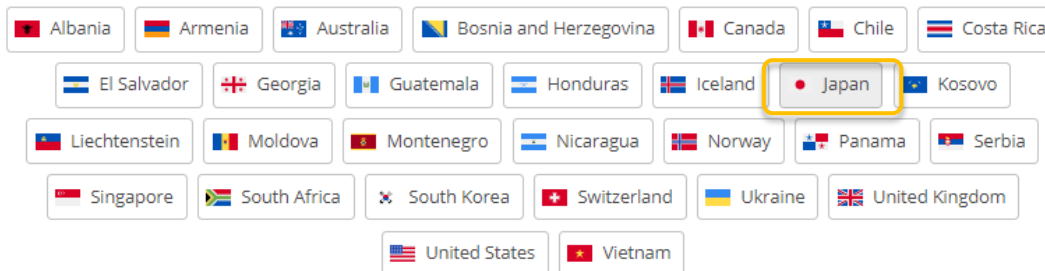 Albania Armenia Australia Bosnia and Herzegovina Canada Chile Costa Rica
El Salvador Georgia Guatemala Honduras Iceland Japan Kosovo
Liechtenstein Moldova Montenegro Nicaragua Norway Panama Serbia
Singapore South Africa South Korea Switzerland Ukraine United Kingdom
United States Vietnam